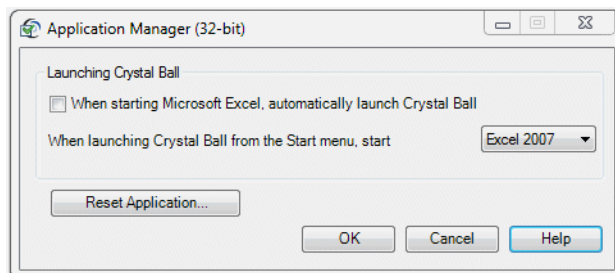 Application Manager (32-bit)
Launching Crystal Ball
When starting Microsoft Excel, automatically launch Crystal Ball
When launching Crystal Ball from the Start menu, start Excel 2007
Reset Application...
OK Cancel Help